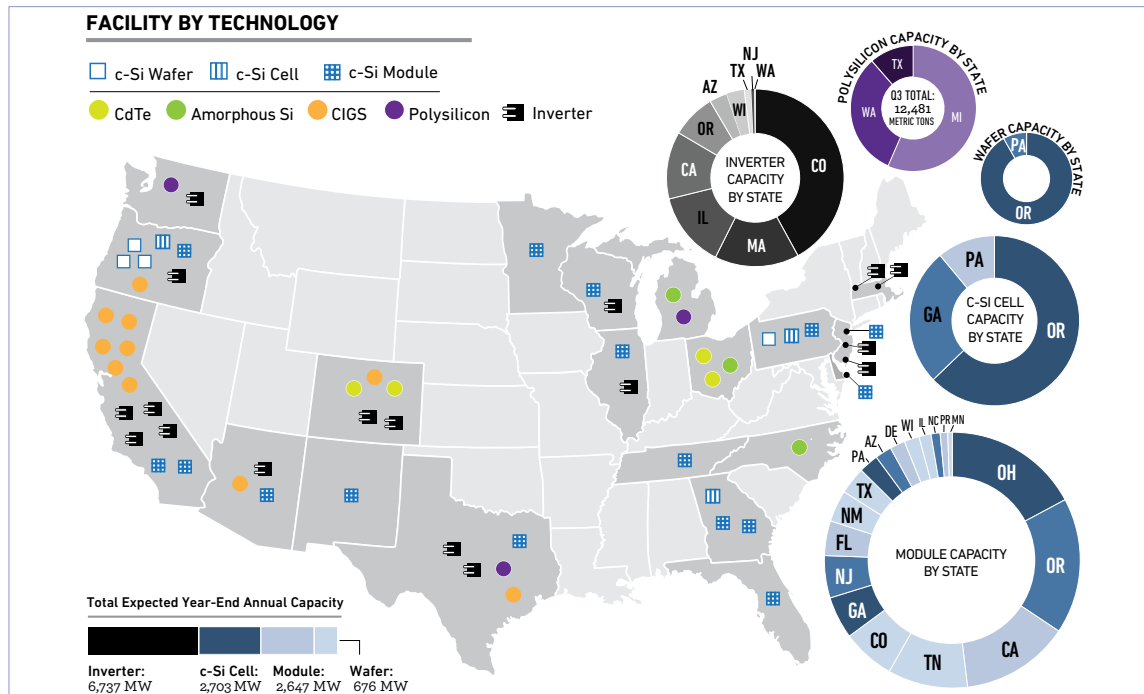 FACILITY BY TECHNOLOGY
c-Si Wafer
c-Si Cell
c-Si Module
CdTe
Amorphous Si
CIGS
Polysilicon
Inverter
NJ
TX
WA
AZ
WI
OR
CA
IL
MA
CO
INVERTER
CAPACITY
BY STATE
POLYSILICON CAPACITY BY STATE
TX
WA
MI
Q3 TOTAL:
12,481
METRIC TONS
WAFER CAPACITY BY STATE
PA
OR
PA
GA
OR
C-SI CELL
CAPACITY
BY STATE
PA
AZ
DE
WI
IL
NC
PR
MN
OH
OR
CA
TN
CO
GA
NJ
FL
NM
TX
MODULE CAPACITY
BY STATE
Total Expected Year-End Annual Capacity
Inverter:
6,737 MW
c-Si Cell:
2,703 MW
Module:
2,647 MW
Wafer:
676 MW